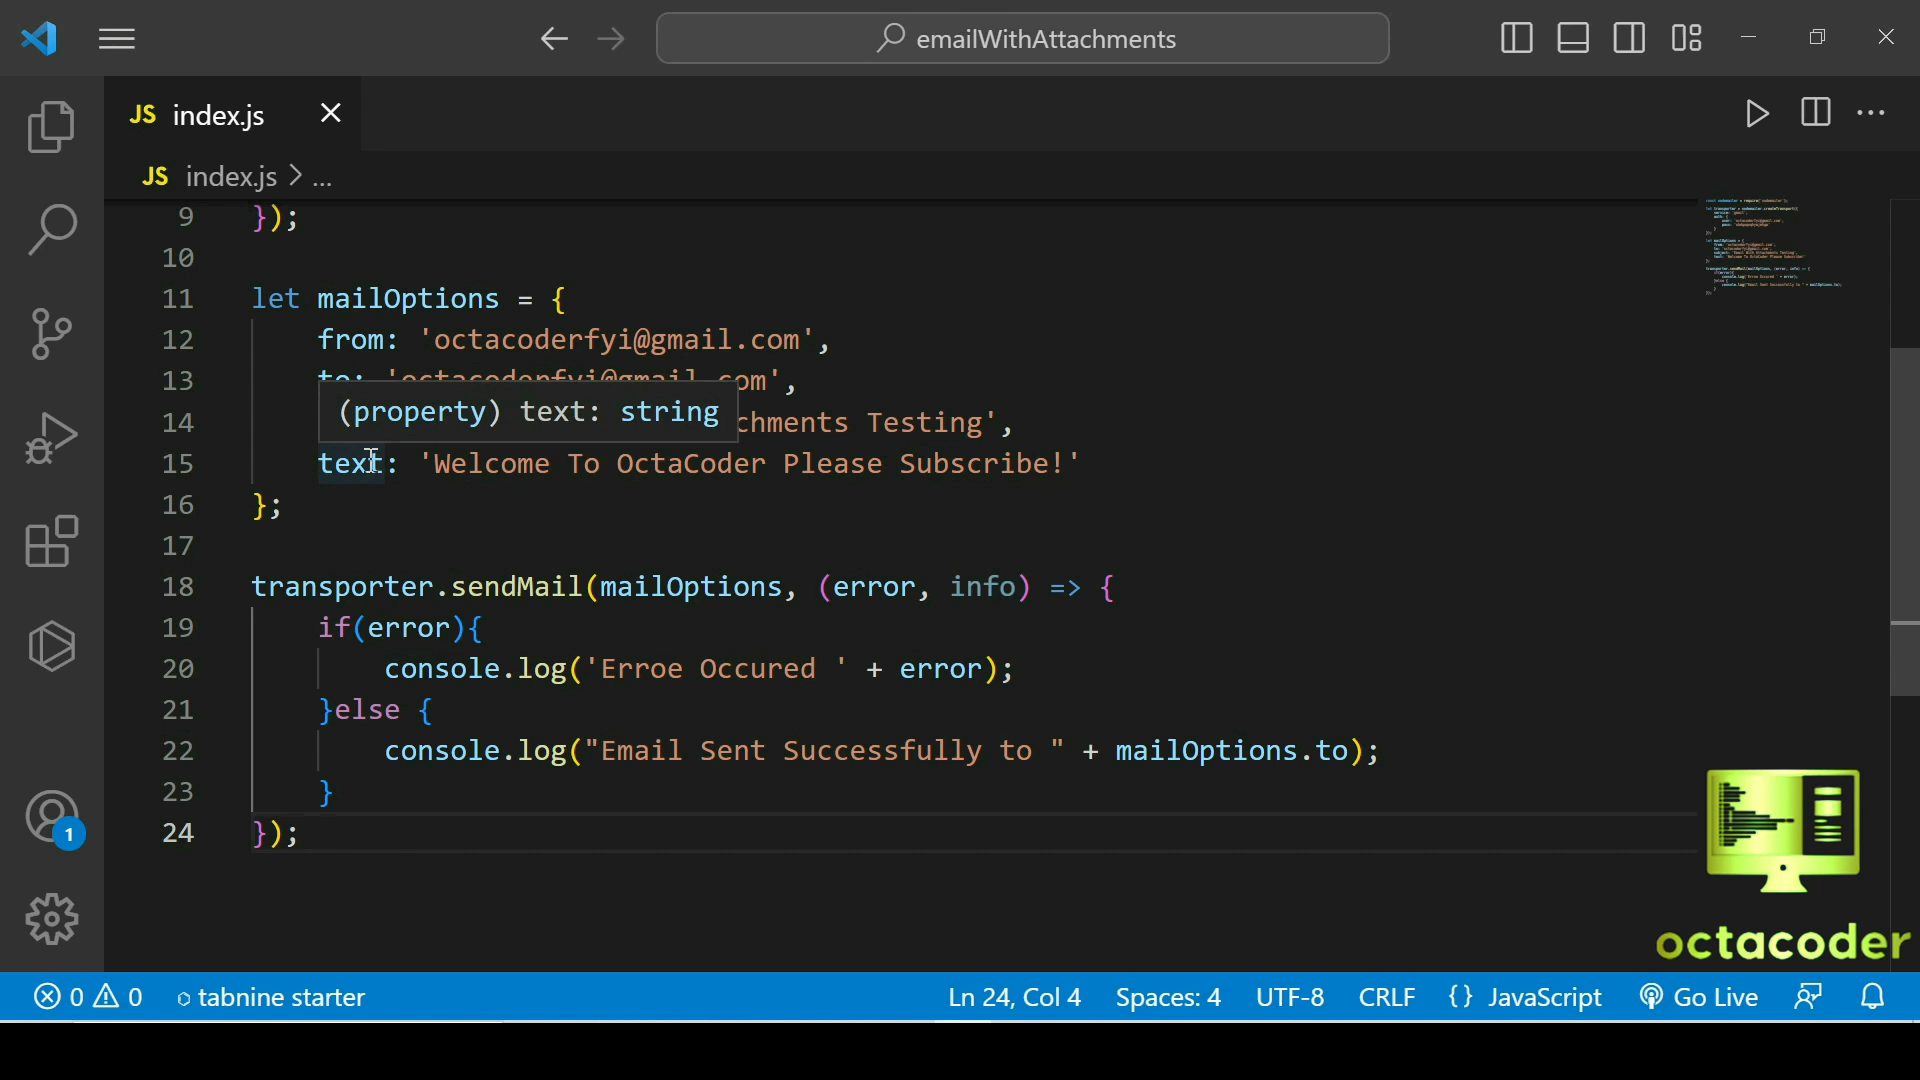 emailWithAttachments
JS index.js
JS index.js > ...
9 });
10
11 let mailOptions = {
12 from: 'octacoderfyi@gmail.com',
13 to: 'octacoderfyi@gmail.com',
(property) text: string
14 chments Testing',
15 text: 'Welcome To OctaCoder Please Subscribe!'
16 };
17
18 transporter.sendMail(mailOptions, (error, info) => {
19 if(error){
20 console.log('Erroe Occured ' + error);
21 }else {
22 console.log("Email Sent Successfully to " + mailOptions.to);
23 }
24 });
octacoder
1
0 0 tabnine starter Ln 24, Col 4 Spaces: 4 UTF-8 CRLF {} JavaScript Go Live